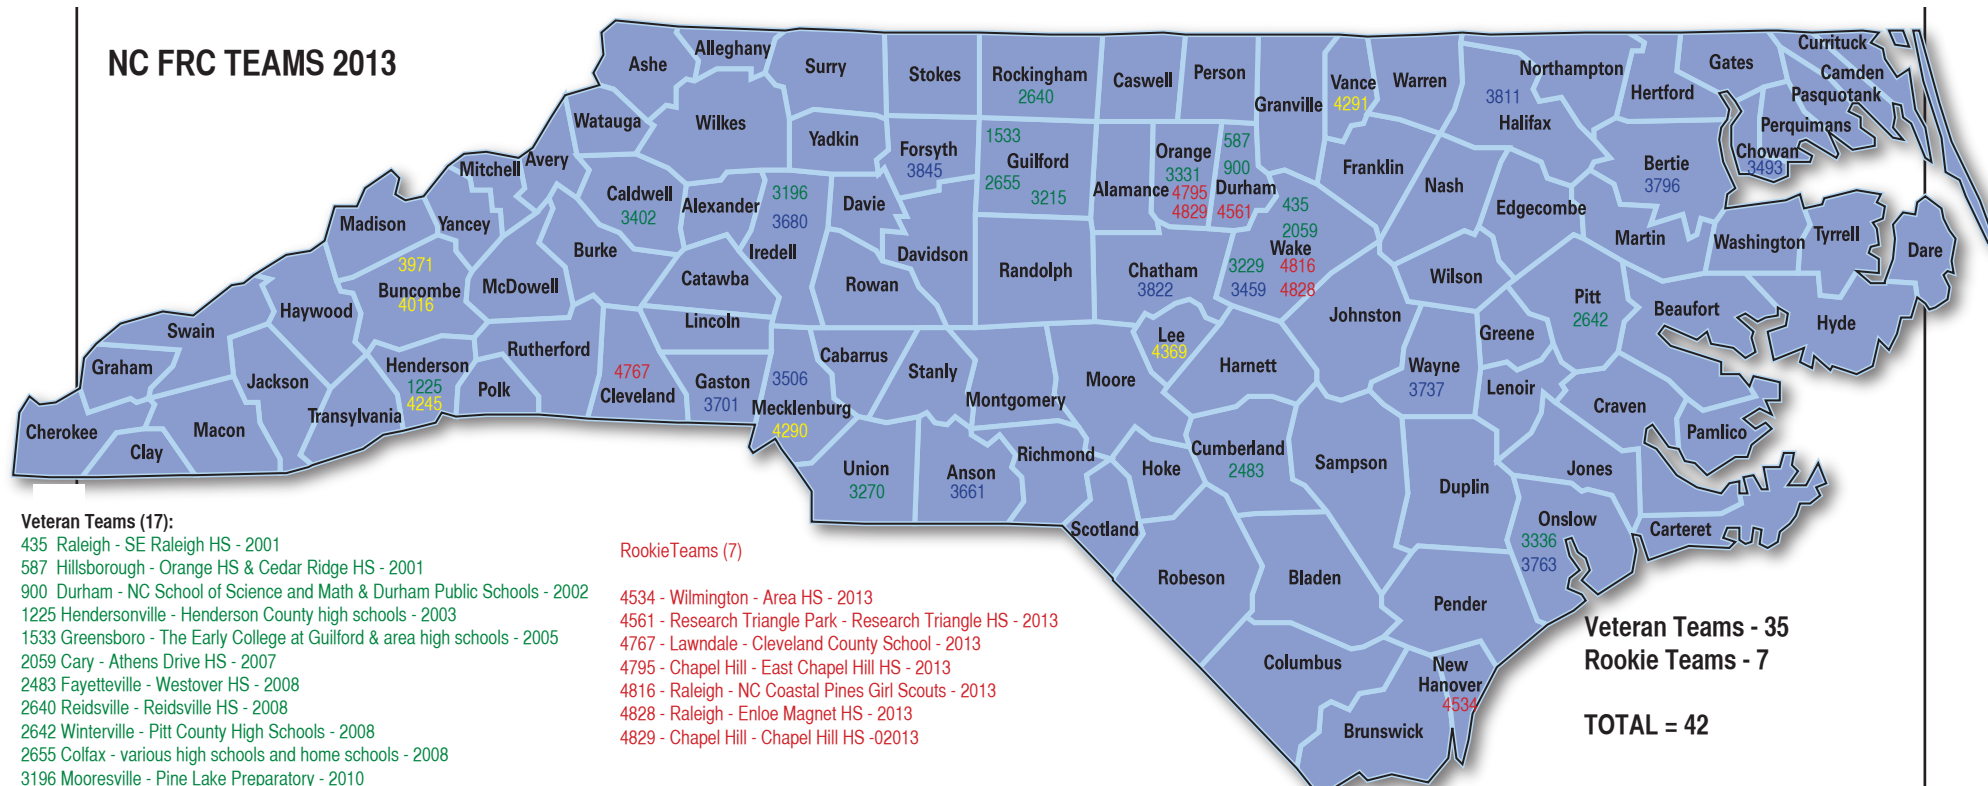 NC FRC TEAMS 2013
Ashe
Alleghany
Surry
Stokes
Rockingham
2640
Caswell
Person
Granville
Vance
4291
Warren
Northampton
3811
Halifax
Hertford
Gates
Currituck
Camden
Pasquotank
Perquimans
Chowan
3493
Watauga
Wilkes
Yadkin
Forsyth
3845
1533
Guilford
2655
3215
Alamance
Orange
3331
4795
4829
587
900
Durham
4561
Franklin
Nash
Edgecombe
Bertie
3796
Martin
Washington
Tyrrell
Dare
Mitchell
Avery
Caldwell
3402
Alexander
3196
3680
Iredell
Davie
Davidson
Randolph
Chatham
3822
435
2059
Wake
3229
4816
3459
4828
Wilson
Pitt
2642
Beaufort
Hyde
Madison
Yancey
3971
Buncombe
4016
McDowell
Burke
Catawba
Rowan
Lincoln
Lee
4369
Harnett
Johnston
Greene
Wayne
3737
Lenoir
Craven
Pamlico
Haywood
Swain
Graham
Jackson
Henderson
1225
4245
Polk
Rutherford
4767
Cleveland
Gaston
3701
3506
Mecklenburg
4290
Cabarrus
Stanly
Montgomery
Moore
Cherokee
Clay
Macon
Transylvania
Union
3270
Anson
3661
Richmond
Hoke
Cumberland
2483
Sampson
Duplin
Jones
Onslow
3336
3763
Carteret
Scotland
Robeson
Bladen
Pender
Columbus
New
Hanover
4534
Brunswick
Veteran Teams (17):
435 Raleigh - SE Raleigh HS - 2001
587 Hillsborough - Orange HS & Cedar Ridge HS - 2001
900 Durham - NC School of Science and Math & Durham Public Schools - 2002
1225 Hendersonville - Henderson County high schools - 2003
1533 Greensboro - The Early College at Guilford & area high schools - 2005
2059 Cary - Athens Drive HS - 2007
2483 Fayetteville - Westover HS - 2008
2640 Reidsville - Reidsville HS - 2008
2642 Winterville - Pitt County High Schools - 2008
2655 Colfax - various high schools and home schools - 2008
3196 Mooresville - Pine Lake Preparatory - 2010
RookieTeams (7)
4534 - Wilmington - Area HS - 2013
4561 - Research Triangle Park - Research Triangle HS - 2013
4767 - Lawndale - Cleveland County School - 2013
4795 - Chapel Hill - East Chapel Hill HS - 2013
4816 - Raleigh - NC Coastal Pines Girl Scouts - 2013
4828 - Raleigh - Enloe Magnet HS - 2013
4829 - Chapel Hill - Chapel Hill HS -02013
Veteran Teams - 35
Rookie Teams - 7
TOTAL = 42